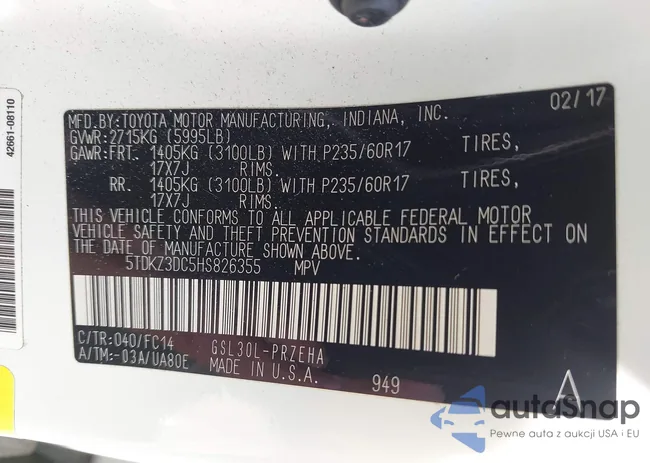 42661-08110
MFD.BY:TOYOTA MOTOR MANUFACTURING, INDIANA, INC. 02/17
GVWR:2715KG (5995LB)
GAWR:FRT. 1405KG (3100LB) WITH P235/60R17 TIRES,
17X7J RIMS.
RR. 1405KG (3100LB) WITH P235/60R17 TIRES,
17X7J RIMS.
THIS VEHICLE CONFORMS TO ALL APPLICABLE FEDERAL MOTOR
VEHICLE SAFETY AND THEFT PREVENTION STANDARDS IN EFFECT ON
THE DATE OF MANUFACTURE SHOWN ABOVE.
5TDKZ3DC5HS826355 MPV
C/TR:040/FC14 GSL30L-PRZEHA
A/TM:-03A/UA80E MADE IN U.S.A. 949
A
autoSnap
Pewne auta z aukcji USA i EU